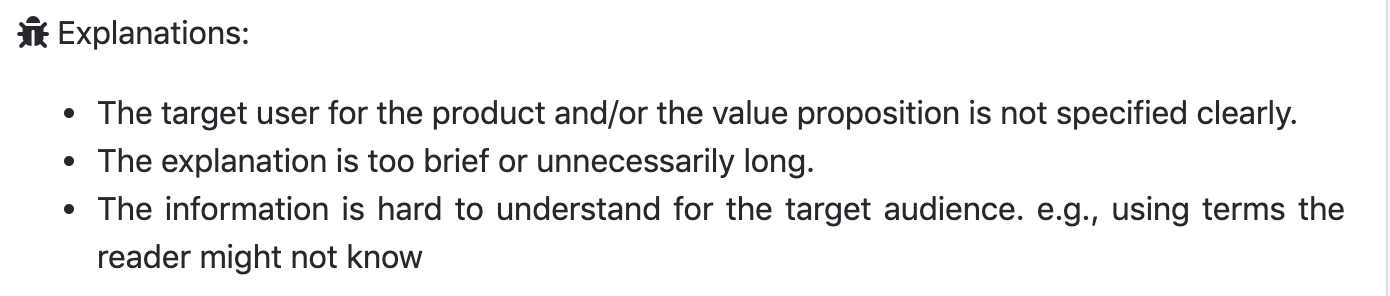 Explanations:
• The target user for the product and/or the value proposition is not specified clearly.
• The explanation is too brief or unnecessarily long.
• The information is hard to understand for the target audience. e.g., using terms the
reader might not know